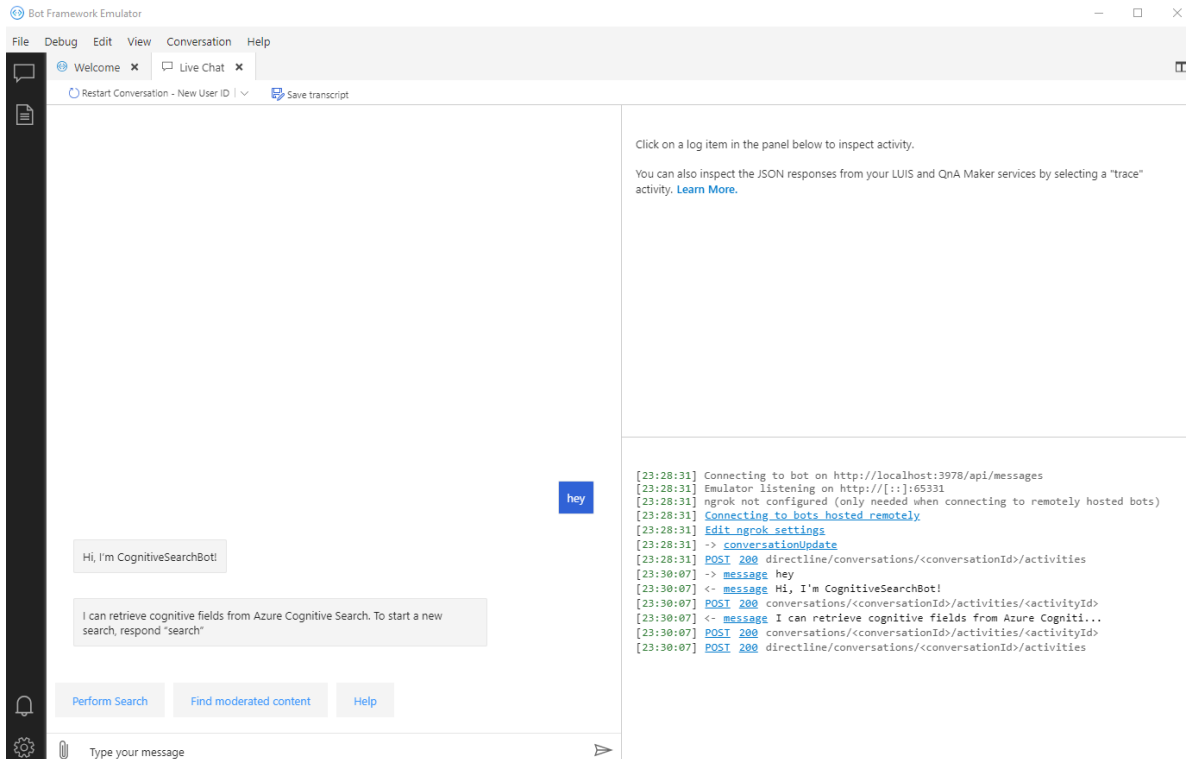 Bot Framework Emulator
File Debug Edit View Conversation Help
Welcome Live Chat
Restart Conversation - New User ID Save transcript
hey
Hi, I'm CognitiveSearchBot!
I can retrieve cognitive fields from Azure Cognitive Search. To start a new
search, respond “search”
Perform Search Find moderated content Help
Type your message
Click on a log item in the panel below to inspect activity.
You can also inspect the JSON responses from your LUIS and QnA Maker services by selecting a "trace"
activity. Learn More.
[23:28:31] Connecting to bot on http://localhost:3978/api/messages
[23:28:31] Emulator listening on http://[::]:65331
[23:28:31] ngrok not configured (only needed when connecting to remotely hosted bots)
[23:28:31] Connecting to bots hosted remotely
[23:28:31] Edit ngrok settings
[23:28:31] -> conversationUpdate
[23:28:31] POST 200 directline/conversations/<conversationId>/activities
[23:30:07] -> message hey
[23:30:07] <- message Hi, I'm CognitiveSearchBot!
[23:30:07] POST 200 conversations/<conversationId>/activities/<activityId>
[23:30:07] <- message I can retrieve cognitive fields from Azure Cogniti...
[23:30:07] POST 200 conversations/<conversationId>/activities/<activityId>
[23:30:07] POST 200 directline/conversations/<conversationId>/activities